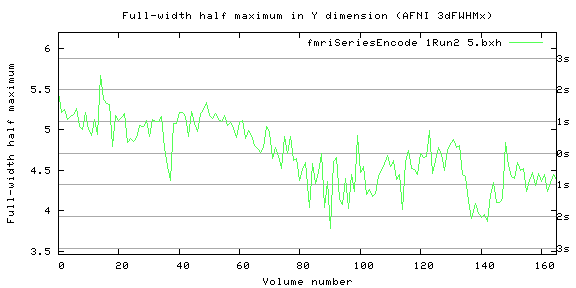 Full-width half maximum in Y dimension (AFNI 3dFWHMx)
fmriSeriesEncode 1Run2 5.bxh
6
5.5
5
4.5
4
3.5
3s
2s
1s
0s
1s
2s
3s
0 20 40 60 80 100 120 140 160
Full-width half maximum
Volume number